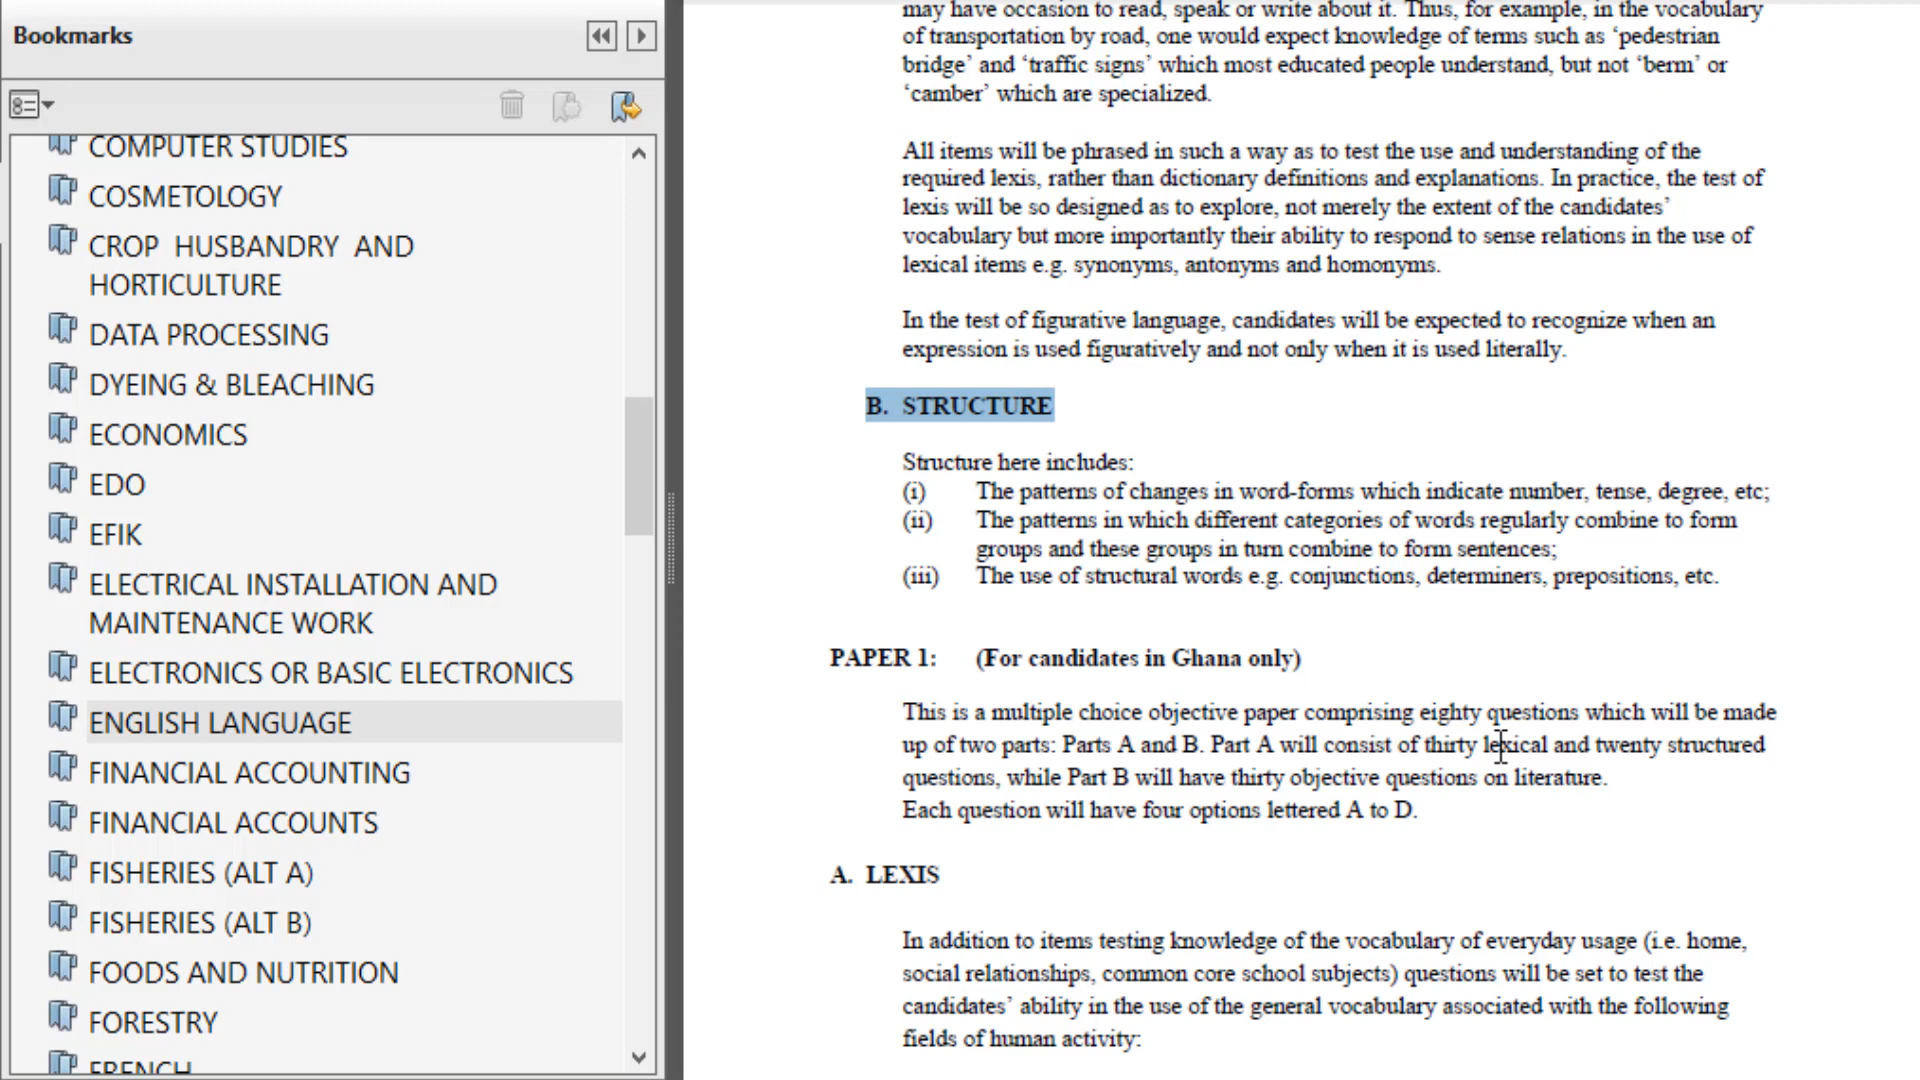 Bookmarks
COMPUTER STUDIES
COSMETOLOGY
CROP HUSBANDRY AND
HORTICULTURE
DATA PROCESSING
DYEING & BLEACHING
ECONOMICS
EDO
EFIK
ELECTRICAL INSTALLATION AND
MAINTENANCE WORK
ELECTRONICS OR BASIC ELECTRONICS
ENGLISH LANGUAGE
FINANCIAL ACCOUNTING
FINANCIAL ACCOUNTS
FISHERIES (ALT A)
FISHERIES (ALT B)
FOODS AND NUTRITION
FORESTRY
FRENCH
may have occasion to read, speak or write about it. Thus, for example, in the vocabulary
of transportation by road, one would expect knowledge of terms such as ‘pedestrian
bridge’ and ‘traffic signs’ which most educated people understand, but not ‘berm’ or
‘camber’ which are specialized.
All items will be phrased in such a way as to test the use and understanding of the
required lexis, rather than dictionary definitions and explanations. In practice, the test of
lexis will be so designed as to explore, not merely the extent of the candidates’
vocabulary but more importantly their ability to respond to sense relations in the use of
lexical items e.g. synonyms, antonyms and homonyms.
In the test of figurative language, candidates will be expected to recognize when an
expression is used figuratively and not only when it is used literally.
B. STRUCTURE
Structure here includes:
(i) The patterns of changes in word-forms which indicate number, tense, degree, etc;
(ii) The patterns in which different categories of words regularly combine to form
groups and these groups in turn combine to form sentences;
(iii) The use of structural words e.g. conjunctions, determiners, prepositions, etc.
PAPER 1: (For candidates in Ghana only)
This is a multiple choice objective paper comprising eighty questions which will be made
up of two parts: Parts A and B. Part A will consist of thirty lexical and twenty structured
questions, while Part B will have thirty objective questions on literature.
Each question will have four options lettered A to D.
A. LEXIS
In addition to items testing knowledge of the vocabulary of everyday usage (i.e. home,
social relationships, common core school subjects) questions will be set to test the
candidates’ ability in the use of the general vocabulary associated with the following
fields of human activity: